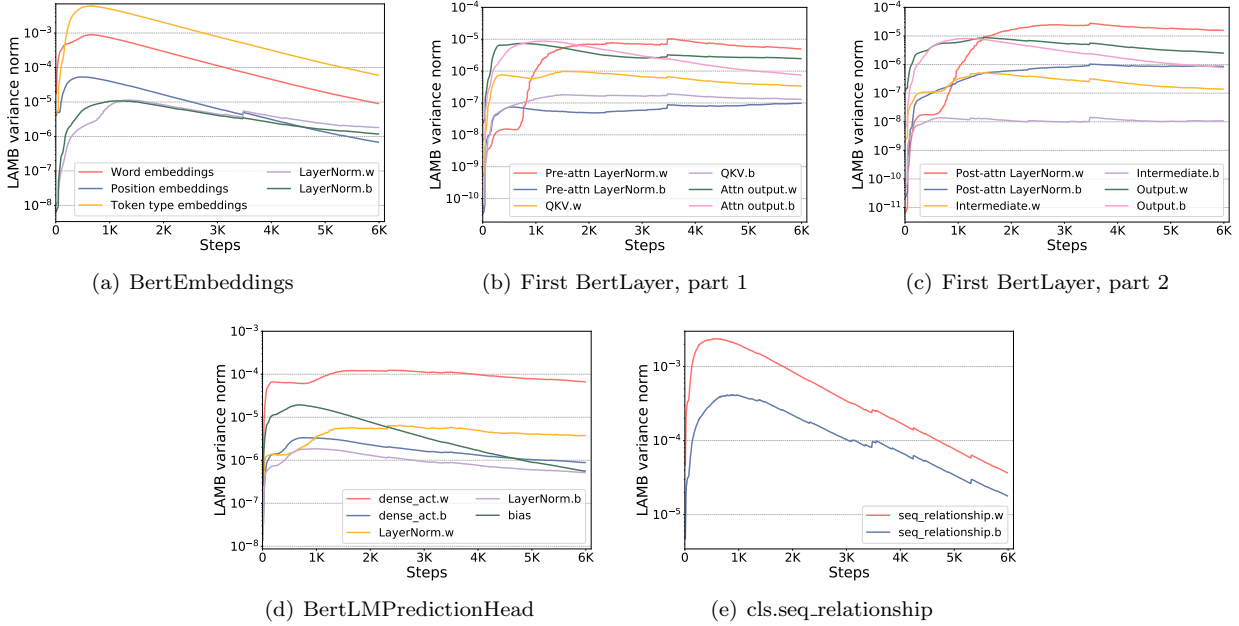 LAMB variance norm
10⁻³
10⁻⁴
10⁻⁵
10⁻⁶
10⁻⁷
10⁻⁸
Word embeddings
Position embeddings
Token type embeddings
LayerNorm.w
LayerNorm.b
0 1K 2K 3K 4K 5K 6K
Steps
(a) BertEmbeddings
LAMB variance norm
10⁻⁵
10⁻⁶
10⁻⁷
10⁻⁸
10⁻⁹
10⁻¹⁰
Pre-attn LayerNorm.w
Pre-attn LayerNorm.b
QKV.w
QKV.b
Attn output.w
Attn output.b
0 1K 2K 3K 4K 5K 6K
Steps
(b) First BertLayer, part 1
LAMB variance norm
10⁻⁴
10⁻⁵
10⁻⁶
10⁻⁷
10⁻⁸
10⁻⁹
10⁻¹⁰
10⁻¹¹
Post-attn LayerNorm.w
Post-attn LayerNorm.b
Intermediate.w
Intermediate.b
Output.w
Output.b
0 1K 2K 3K 4K 5K 6K
Steps
(c) First BertLayer, part 2
LAMB variance norm
10⁻³
10⁻⁴
10⁻⁵
10⁻⁶
10⁻⁷
10⁻⁸
dense_act.w
dense_act.b
LayerNorm.w
LayerNorm.b
bias
0 1K 2K 3K 4K 5K 6K
Steps
(d) BertLMPredictionHead
LAMB variance norm
10⁻³
10⁻⁴
10⁻⁵
seq_relationship.w
seq_relationship.b
0 1K 2K 3K 4K 5K 6K
Steps
(e) cls.seq_relationship